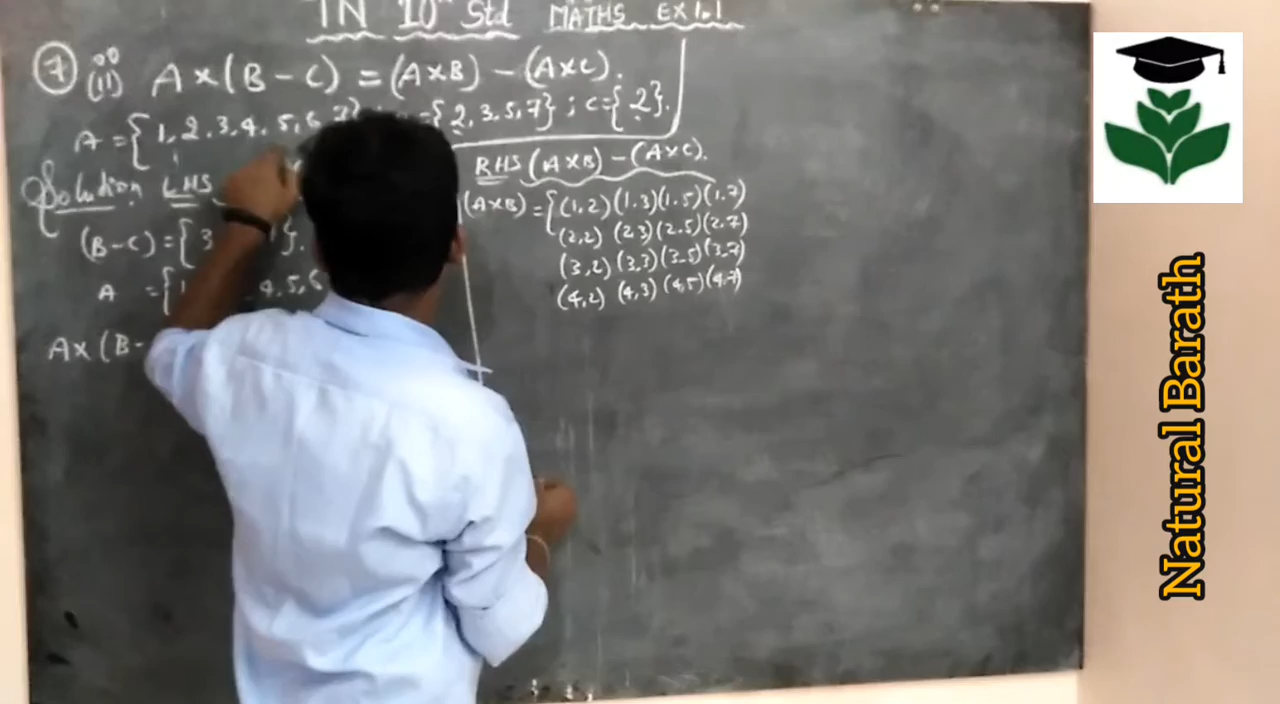 TN 10th Std MATHS EX 1.1
7 (ii) A×(B−C) = (A×B) − (A×C).
A = {1,2,3,4,5,6,7} ={2,3,5,7} ; C={2}.
Solution LHS
(B−C) = {3 }.
A = {1 4,5,6
A×(B−
RHS (A×B) − (A×C).
(A×B) = {(1,2)(1,3)(1,5)(1,7)
(2,2) (2,3)(2,5)(2,7)
(3,2)(3,3)(3,5)(3,7)
(4,2) (4,3)(4,5)(4,7)
Natural Barath